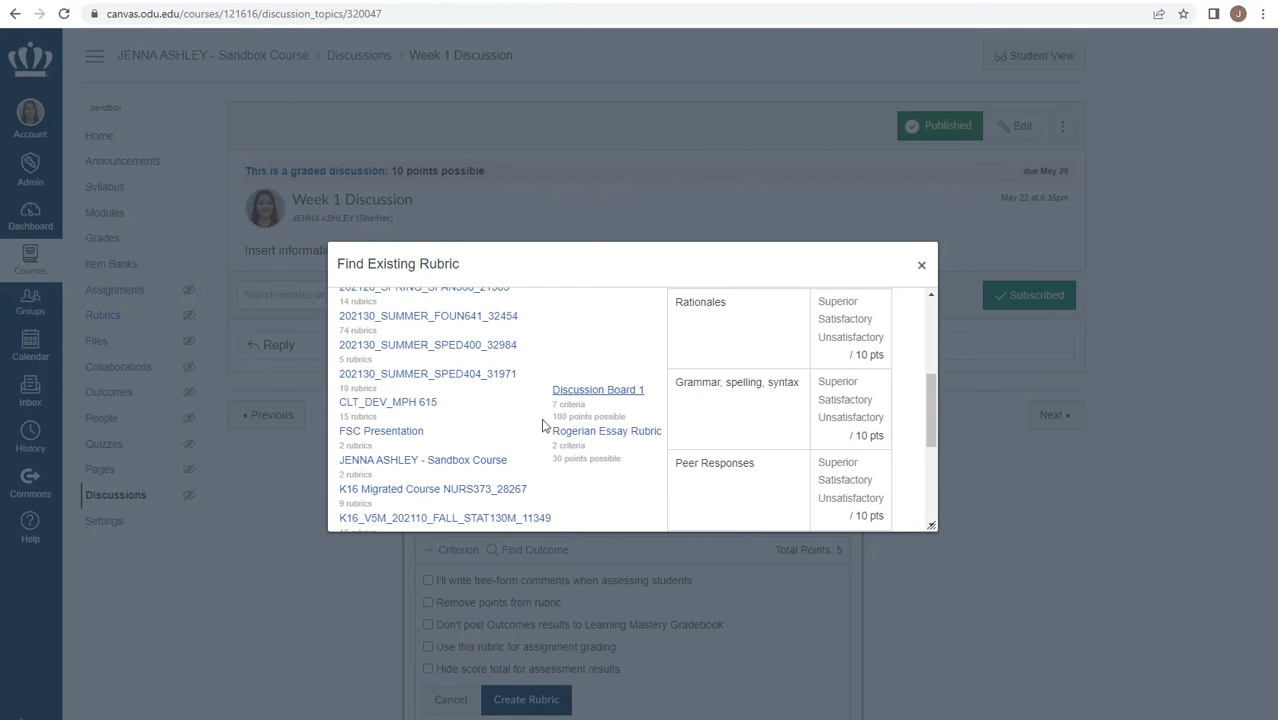 canvas.odu.edu/courses/121616/discussion_topics/320047
J
JENNA ASHLEY - Sandbox Course > Discussions > Week 1 Discussion
Student View
sandbox
Account
Admin
Dashboard
Courses
Groups
Calendar
Inbox
History
Commons
Help
Home
Announcements
Syllabus
Modules
Grades
Item Banks
Assignments
Rubrics
Files
Collaborations
Outcomes
People
Quizzes
Pages
Discussions
Settings
Published
Edit
This is a graded discussion: 10 points possible
due May 29
Week 1 Discussion
May 22 at 6:35pm
JENNA ASHLEY (She/Her)
Insert informati
Search entries or
Subscribed
Reply
Previous
Next
Find Existing Rubric
×
14 rubrics
202130_SUMMER_FOUN641_32454
74 rubrics
202130_SUMMER_SPED400_32984
5 rubrics
202130_SUMMER_SPED404_31971
10 rubrics
CLT_DEV_MPH 615
15 rubrics
FSC Presentation
2 rubrics
JENNA ASHLEY - Sandbox Course
2 rubrics
K16 Migrated Course NURS373_28267
9 rubrics
K16_V5M_202110_FALL_STAT130M_11349
Discussion Board 1
7 criteria
100 points possible
Rogerian Essay Rubric
2 criteria
30 points possible
Rationales
Superior
Satisfactory
Unsatisfactory
/ 10 pts
Grammar, spelling, syntax
Superior
Satisfactory
Unsatisfactory
/ 10 pts
Peer Responses
Superior
Satisfactory
Unsatisfactory
/ 10 pts
+ Criterion Find Outcome
Total Points: 5
I'll write free-form comments when assessing students
Remove points from rubric
Don't post Outcomes results to Learning Mastery Gradebook
Use this rubric for assignment grading
Hide score total for assessment results
Cancel
Create Rubric